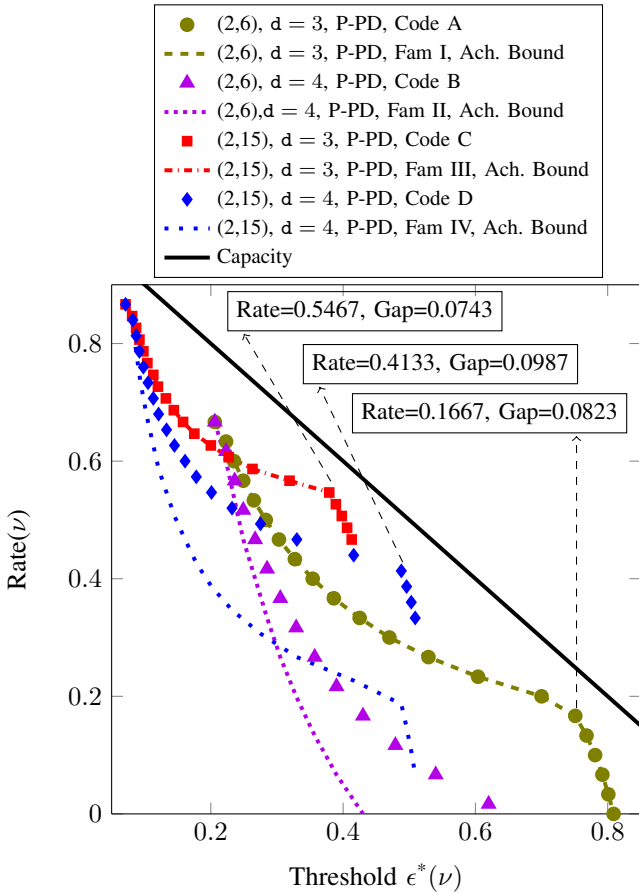 (2,6), d = 3, P-PD, Code A
(2,6), d = 3, P-PD, Fam I, Ach. Bound
(2,6), d = 4, P-PD, Code B
(2,6),d = 4, P-PD, Fam II, Ach. Bound
(2,15), d = 3, P-PD, Code C
(2,15), d = 3, P-PD, Fam III, Ach. Bound
(2,15), d = 4, P-PD, Code D
(2,15), d = 4, P-PD, Fam IV, Ach. Bound
Capacity
Rate=0.5467, Gap=0.0743
Rate=0.4133, Gap=0.0987
Rate=0.1667, Gap=0.0823
0.8
0.6
0.4
0.2
0
Rate(ν)
0.2 0.4 0.6 0.8
Threshold ϵ*(ν)